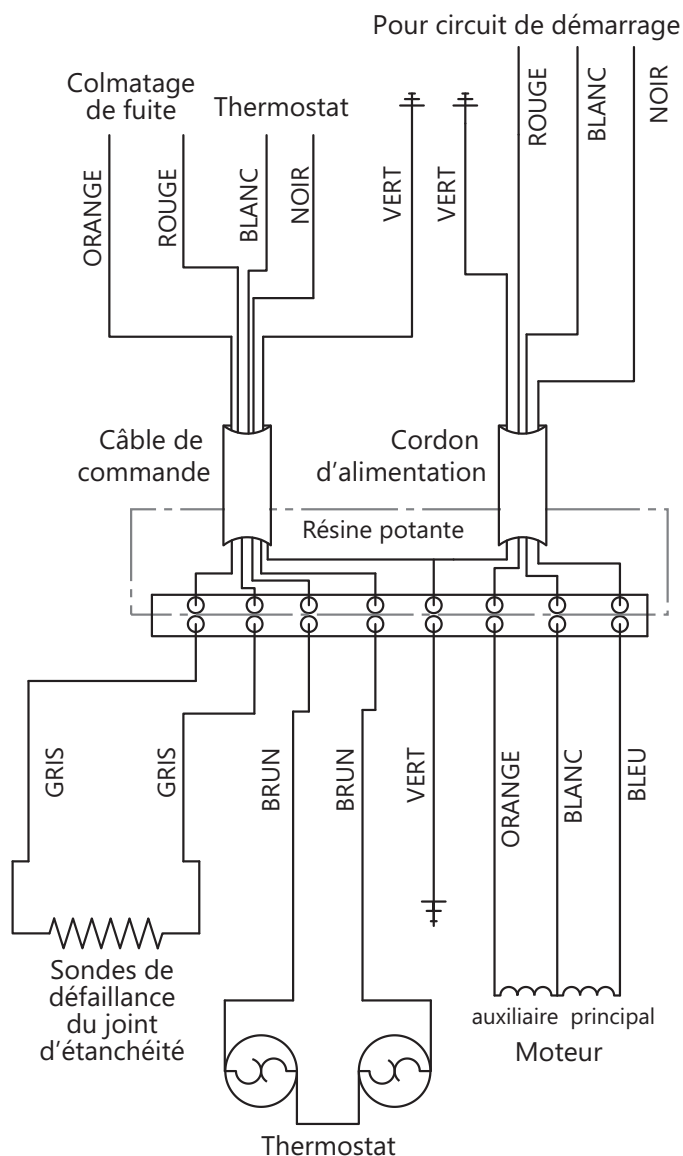 Pour circuit de démarrage
Colmatage
de fuite
Thermostat
ORANGE
ROUGE
BLANC
NOIR
VERT
VERT
ROUGE
BLANC
NOIR
Câble de
commande
Cordon
d'alimentation
Résine potante
GRIS
GRIS
BRUN
BRUN
VERT
ORANGE
BLANC
BLEU
Sondes de
défaillance
du joint
d'étanchéité
auxiliaire principal
Moteur
Thermostat